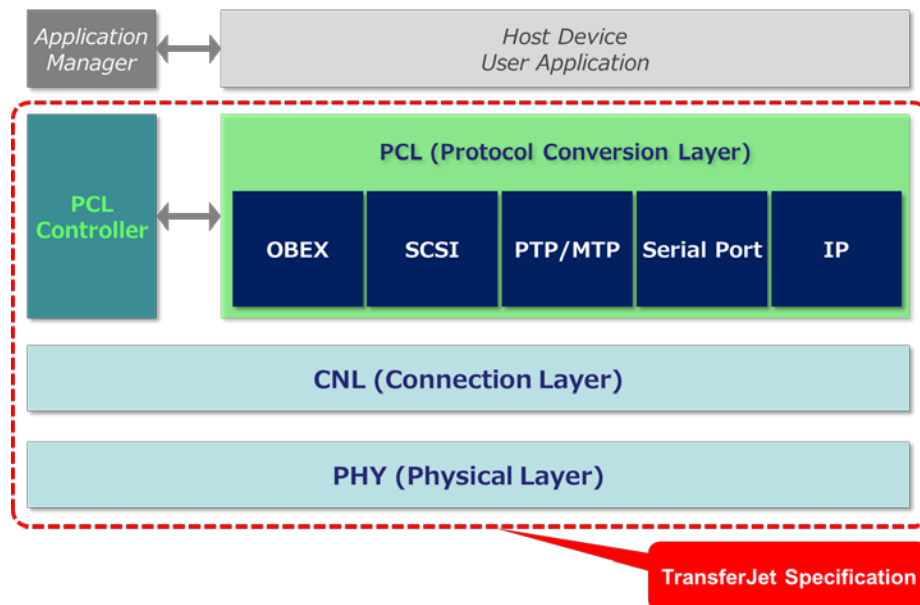 Application
Manager
Host Device
User Application
PCL
Controller
PCL (Protocol Conversion Layer)
OBEX
SCSI
PTP/MTP
Serial Port
IP
CNL (Connection Layer)
PHY (Physical Layer)
TransferJet Specification